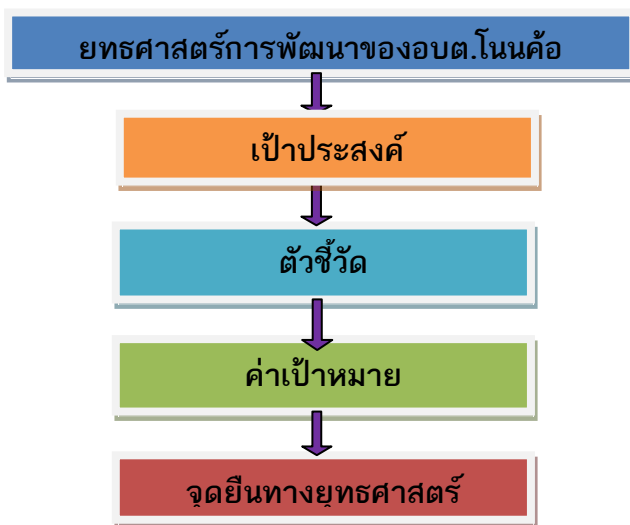 ยุทธศาสตร์การพัฒนาของอบต.โนนค้อ
เป้าประสงค์
ตัวชี้วัด
ค่าเป้าหมาย
จุดยืนทางยุทธศาสตร์